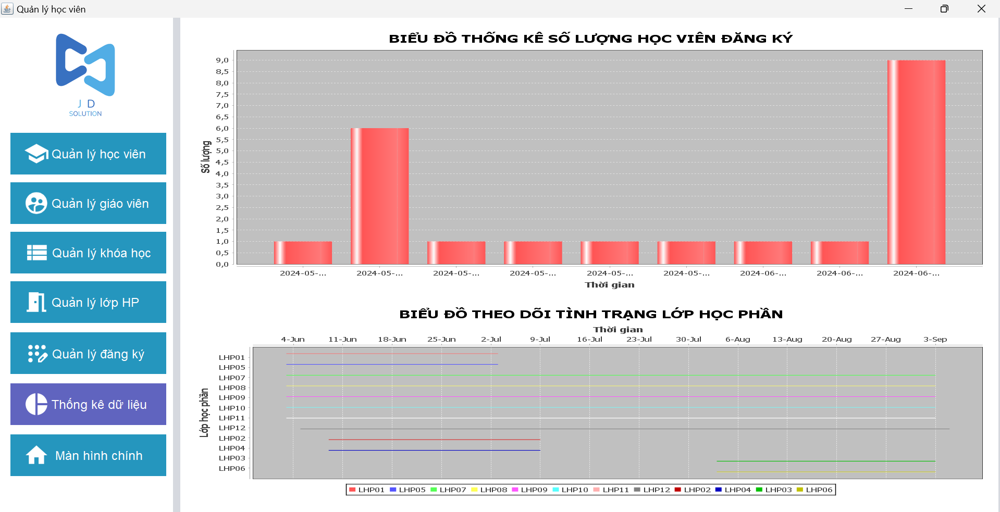 Quản lý học viên
J D
SOLUTION
Quản lý học viên
Quản lý giáo viên
Quản lý khóa học
Quản lý lớp HP
Quản lý đăng ký
Thống kê dữ liệu
Màn hình chính
BIỂU ĐỒ THỐNG KÊ SỐ LƯỢNG HỌC VIÊN ĐĂNG KÝ
Số lượng
9,0
8,5
8,0
7,5
7,0
6,5
6,0
5,5
5,0
4,5
4,0
3,5
3,0
2,5
2,0
1,5
1,0
0,5
0,0
2024-05-... 2024-05-... 2024-05-... 2024-05-... 2024-05-... 2024-05-... 2024-06-... 2024-06-... 2024-06-...
Thời gian
BIỂU ĐỒ THEO DÕI TÌNH TRẠNG LỚP HỌC PHẦN
Thời gian
4-Jun 11-Jun 18-Jun 25-Jun 2-Jul 9-Jul 16-Jul 23-Jul 30-Jul 6-Aug 13-Aug 20-Aug 27-Aug 3-Sep
Lớp học phần
LHP01
LHP05
LHP07
LHP08
LHP09
LHP10
LHP11
LHP12
LHP02
LHP04
LHP03
LHP06
LHP01 LHP05 LHP07 LHP08 LHP09 LHP10 LHP11 LHP12 LHP02 LHP04 LHP03 LHP06